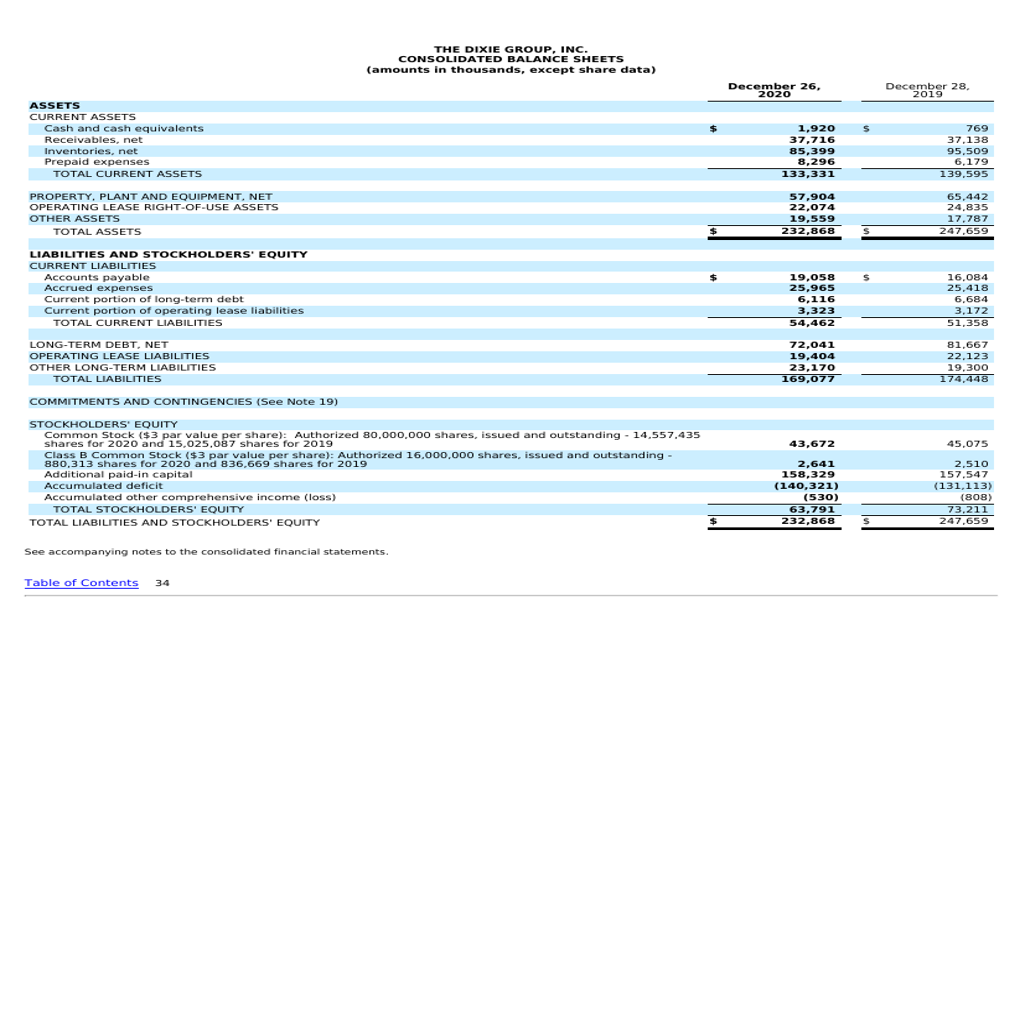 THE DIXIE GROUP, INC.
CONSOLIDATED BALANCE SHEETS
(amounts in thousands, except share data)
December 26, 2020 December 28, 2019
ASSETS
CURRENT ASSETS
Cash and cash equivalents $ 1,920 $ 769
Receivables, net 37,716 37,138
Inventories, net 85,399 95,509
Prepaid expenses 8,296 6,179
TOTAL CURRENT ASSETS 133,331 139,595
PROPERTY, PLANT AND EQUIPMENT, NET 57,904 65,442
OPERATING LEASE RIGHT-OF-USE ASSETS 22,074 24,835
OTHER ASSETS 19,559 17,787
TOTAL ASSETS $ 232,868 $ 247,659
LIABILITIES AND STOCKHOLDERS' EQUITY
CURRENT LIABILITIES
Accounts payable $ 19,058 $ 16,084
Accrued expenses 25,965 25,418
Current portion of long-term debt 6,116 6,684
Current portion of operating lease liabilities 3,323 3,172
TOTAL CURRENT LIABILITIES 54,462 51,358
LONG-TERM DEBT, NET 72,041 81,667
OPERATING LEASE LIABILITIES 19,404 22,123
OTHER LONG-TERM LIABILITIES 23,170 19,300
TOTAL LIABILITIES 169,077 174,448
COMMITMENTS AND CONTINGENCIES (See Note 19)
STOCKHOLDERS' EQUITY
Common Stock ($3 par value per share): Authorized 80,000,000 shares, issued and outstanding - 14,557,435
shares for 2020 and 15,025,087 shares for 2019 43,672 45,075
Class B Common Stock ($3 par value per share): Authorized 16,000,000 shares, issued and outstanding -
880,313 shares for 2020 and 836,669 shares for 2019 2,641 2,510
Additional paid-in capital 158,329 157,547
Accumulated deficit (140,321) (131,113)
Accumulated other comprehensive income (loss) (530) (808)
TOTAL STOCKHOLDERS' EQUITY 63,791 73,211
TOTAL LIABILITIES AND STOCKHOLDERS' EQUITY $ 232,868 $ 247,659
See accompanying notes to the consolidated financial statements.
Table of Contents 34